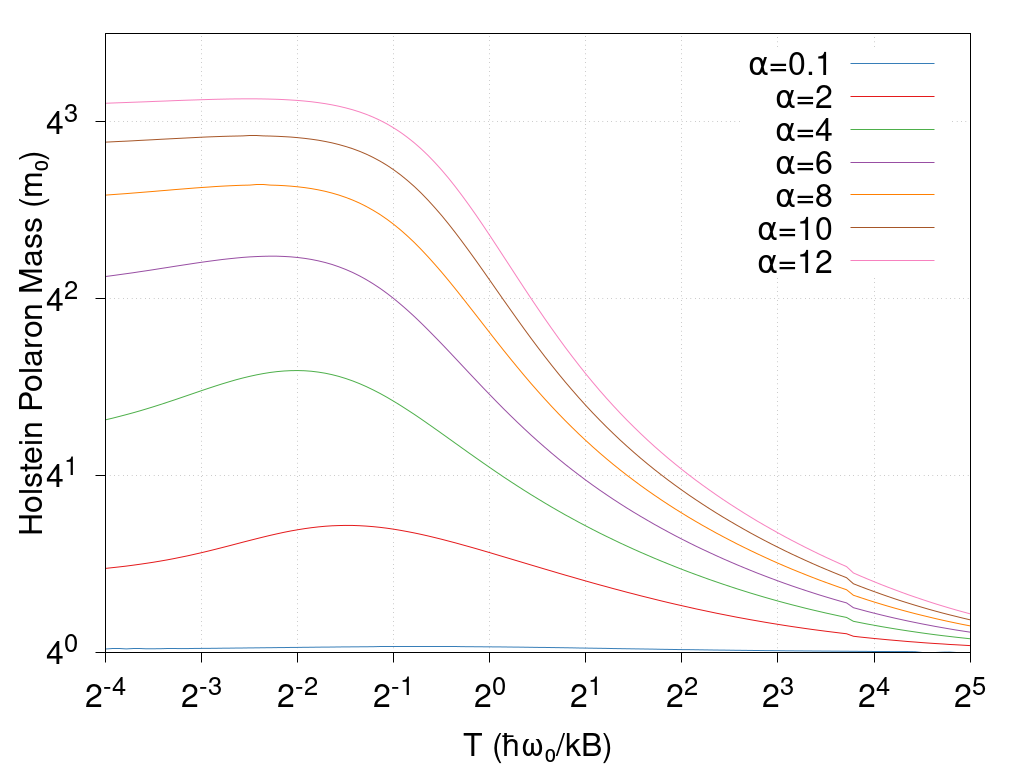 α=0.1
α=2
α=4
α=6
α=8
α=10
α=12
Holstein Polaron Mass (m₀)
4³
4²
4¹
4⁰
2⁻⁴ 2⁻³ 2⁻² 2⁻¹ 2⁰ 2¹ 2² 2³ 2⁴ 2⁵
T (ħω₀/kB)